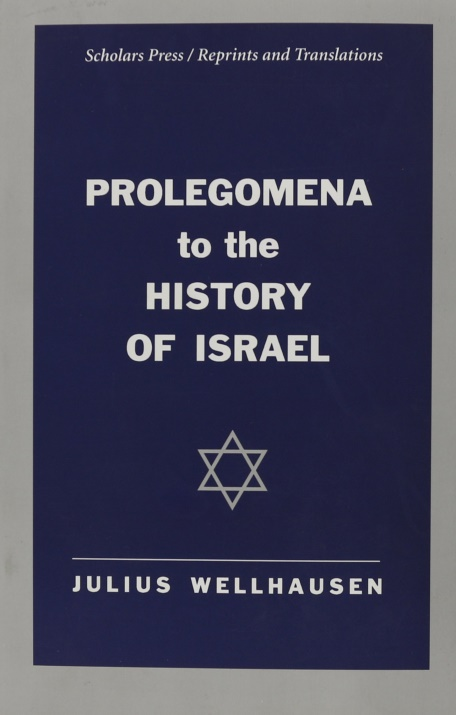 Scholars Press / Reprints and Translations
PROLEGOMENA
to the
HISTORY
OF ISRAEL
JULIUS WELLHAUSEN